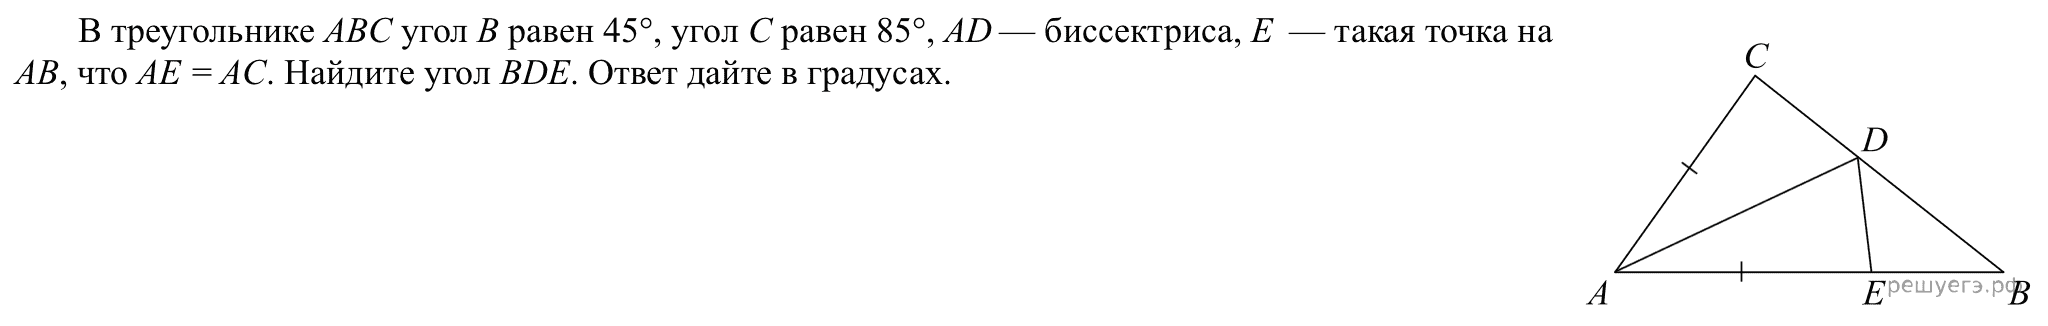 В треугольнике ABC угол B равен 45°, угол C равен 85°, AD — биссектриса, E — такая точка на
AB, что AE = AC. Найдите угол BDE. Ответ дайте в градусах.
C
D
A
E
решуегэ.рф
B